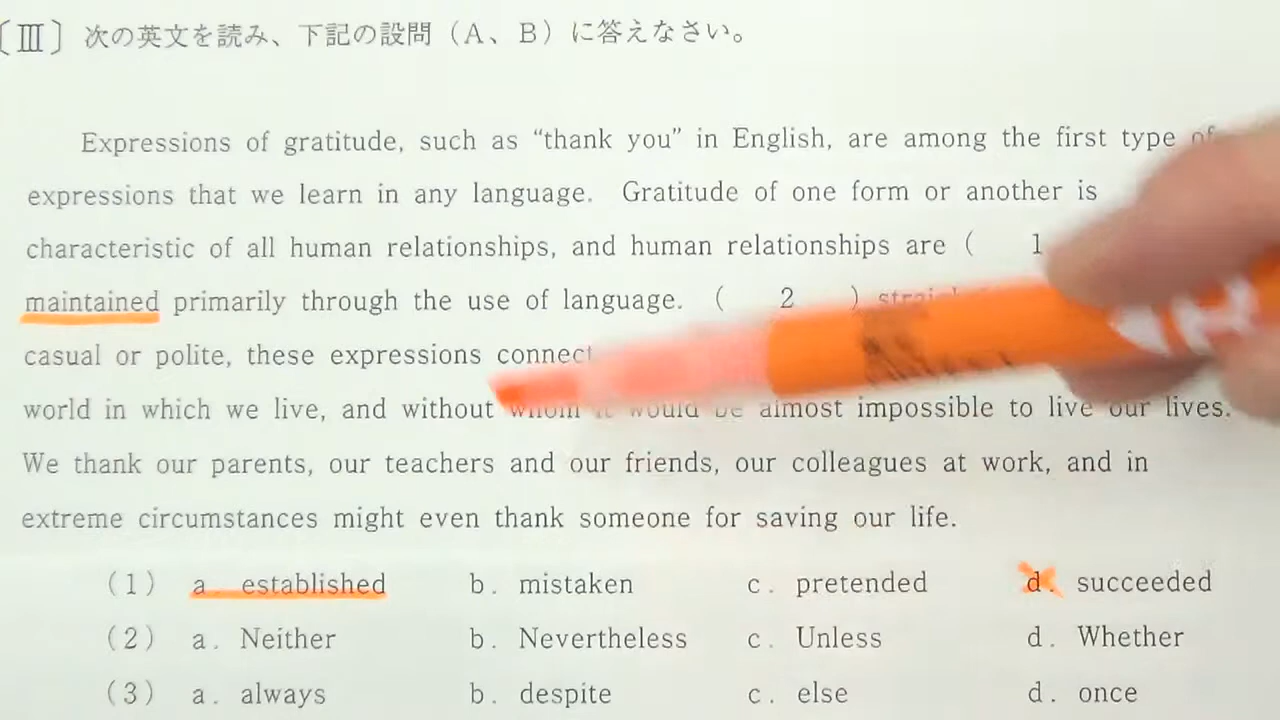 〔Ⅲ〕 次の英文を読み、下記の設問（A、B）に答えなさい。
Expressions of gratitude, such as “thank you” in English, are among the first type of
expressions that we learn in any language. Gratitude of one form or another is
characteristic of all human relationships, and human relationships are ( 1
maintained primarily through the use of language. ( 2 )
casual or polite, these expressions connect
world in which we live, and without whom it would be almost impossible to live our lives.
We thank our parents, our teachers and our friends, our colleagues at work, and in
extreme circumstances might even thank someone for saving our life.
(1) a. established b. mistaken c. pretended d. succeeded
(2) a. Neither b. Nevertheless c. Unless d. Whether
(3) a. always b. despite c. else d. once